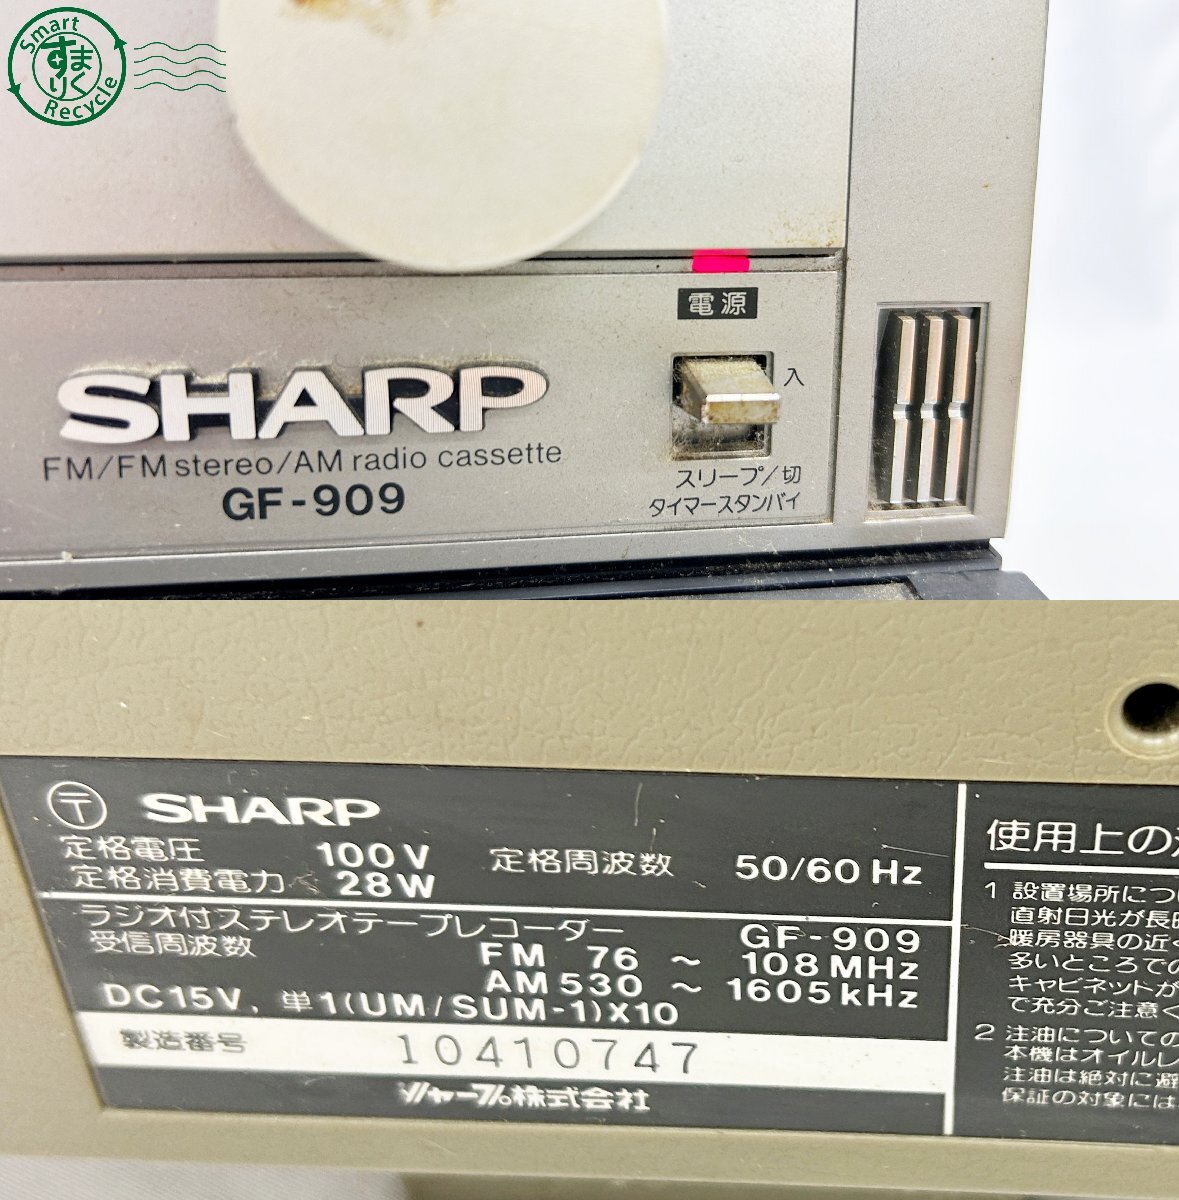 Smart
すまりく
Recycle
電源
入
SHARP
FM/FM stereo/AM radio cassette
GF-909
スリープ/切
タイマースタンバイ
〒 SHARP
定格電圧 100V 定格周波数 50/60 Hz
定格消費電力 28W
ラジオ付ステレオテープレコーダー GF-909
受信周波数 FM 76 ~ 108MHz
AM 530 ~ 1605kHz
DC15V, 単1(UM/SUM-1)X10
製造番号 10410747
シャープ株式会社
使用上の
1 設置場所につ
直射日光が長
暖房器具の近く
多いところでの
キャビネットが
で充分ご注意く
2 注油についての
本機はオイルレ
注油は絶対に避
保証の対象には